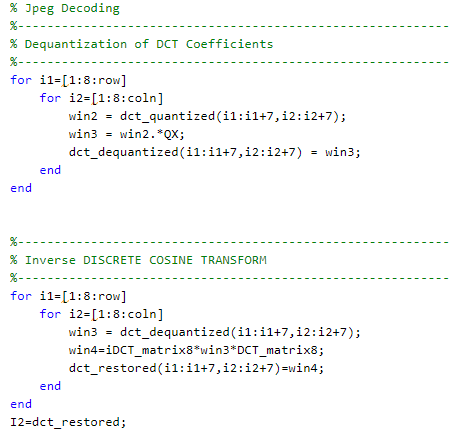 % Jpeg Decoding
%----------------------------------------------------------
% Dequantization of DCT Coefficients
%----------------------------------------------------------
for i1=[1:8:row]
    for i2=[1:8:coln]
        win2 = dct_quantized(i1:i1+7,i2:i2+7);
        win3 = win2.*QX;
        dct_dequantized(i1:i1+7,i2:i2+7) = win3;
    end
end
%----------------------------------------------------------
% Inverse DISCRETE COSINE TRANSFORM
%----------------------------------------------------------
for i1=[1:8:row]
    for i2=[1:8:coln]
        win3 = dct_dequantized(i1:i1+7,i2:i2+7);
        win4=iDCT_matrix8*win3*DCT_matrix8;
        dct_restored(i1:i1+7,i2:i2+7)=win4;
    end
end
I2=dct_restored;